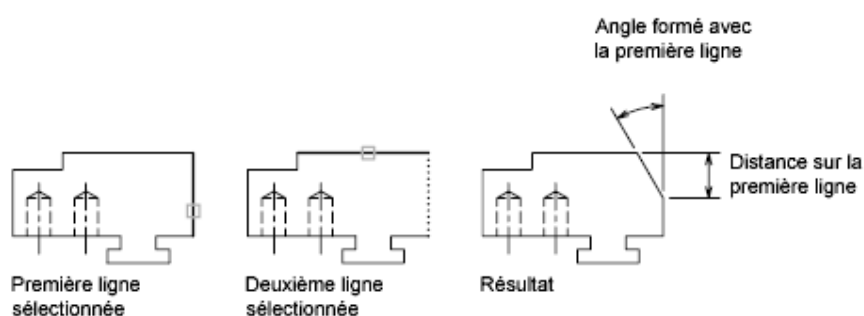 Angle formé avec
la première ligne
Distance sur la
première ligne
Première ligne
sélectionnée
Deuxième ligne
sélectionnée
Résultat